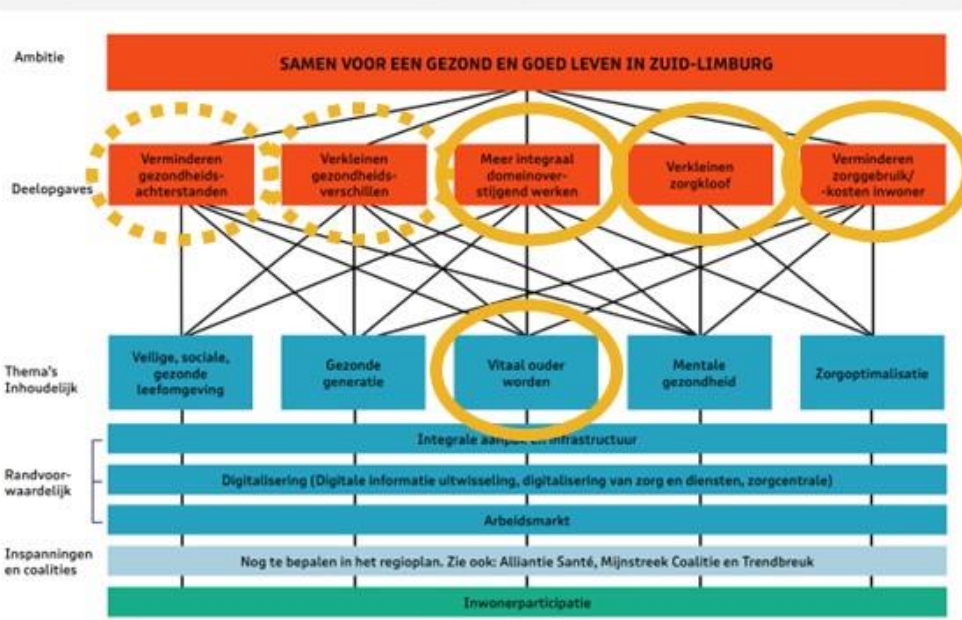 Ambitie
SAMEN VOOR EEN GEZOND EN GOED LEVEN IN ZUID-LIMBURG
Deelopgaves
Verminderen
gezondheids-
achterstanden
Verkleinen
gezondheids-
verschillen
Meer integraal
domeinover-
stijgend werken
Verkleinen
zorgkloof
Verminderen
zorggebruik/
-kosten inwoner
Thema's
Inhoudelijk
Veilige, sociale,
gezonde
leefomgeving
Gezonde
generatie
Vitaal ouder
worden
Mentale
gezondheid
Zorgoptimalisatie
Randvoor-
waardelijk
Integrale aanpak en infrastructuur
Digitalisering (Digitale informatie uitwisseling, digitalisering van zorg en diensten, zorgcentrale)
Arbeidsmarkt
Inspanningen
en coalities
Nog te bepalen in het regioplan. Zie ook: Alliantie Santé, Mijnstreek Coalitie en Trendbreuk
Inwonerparticipatie